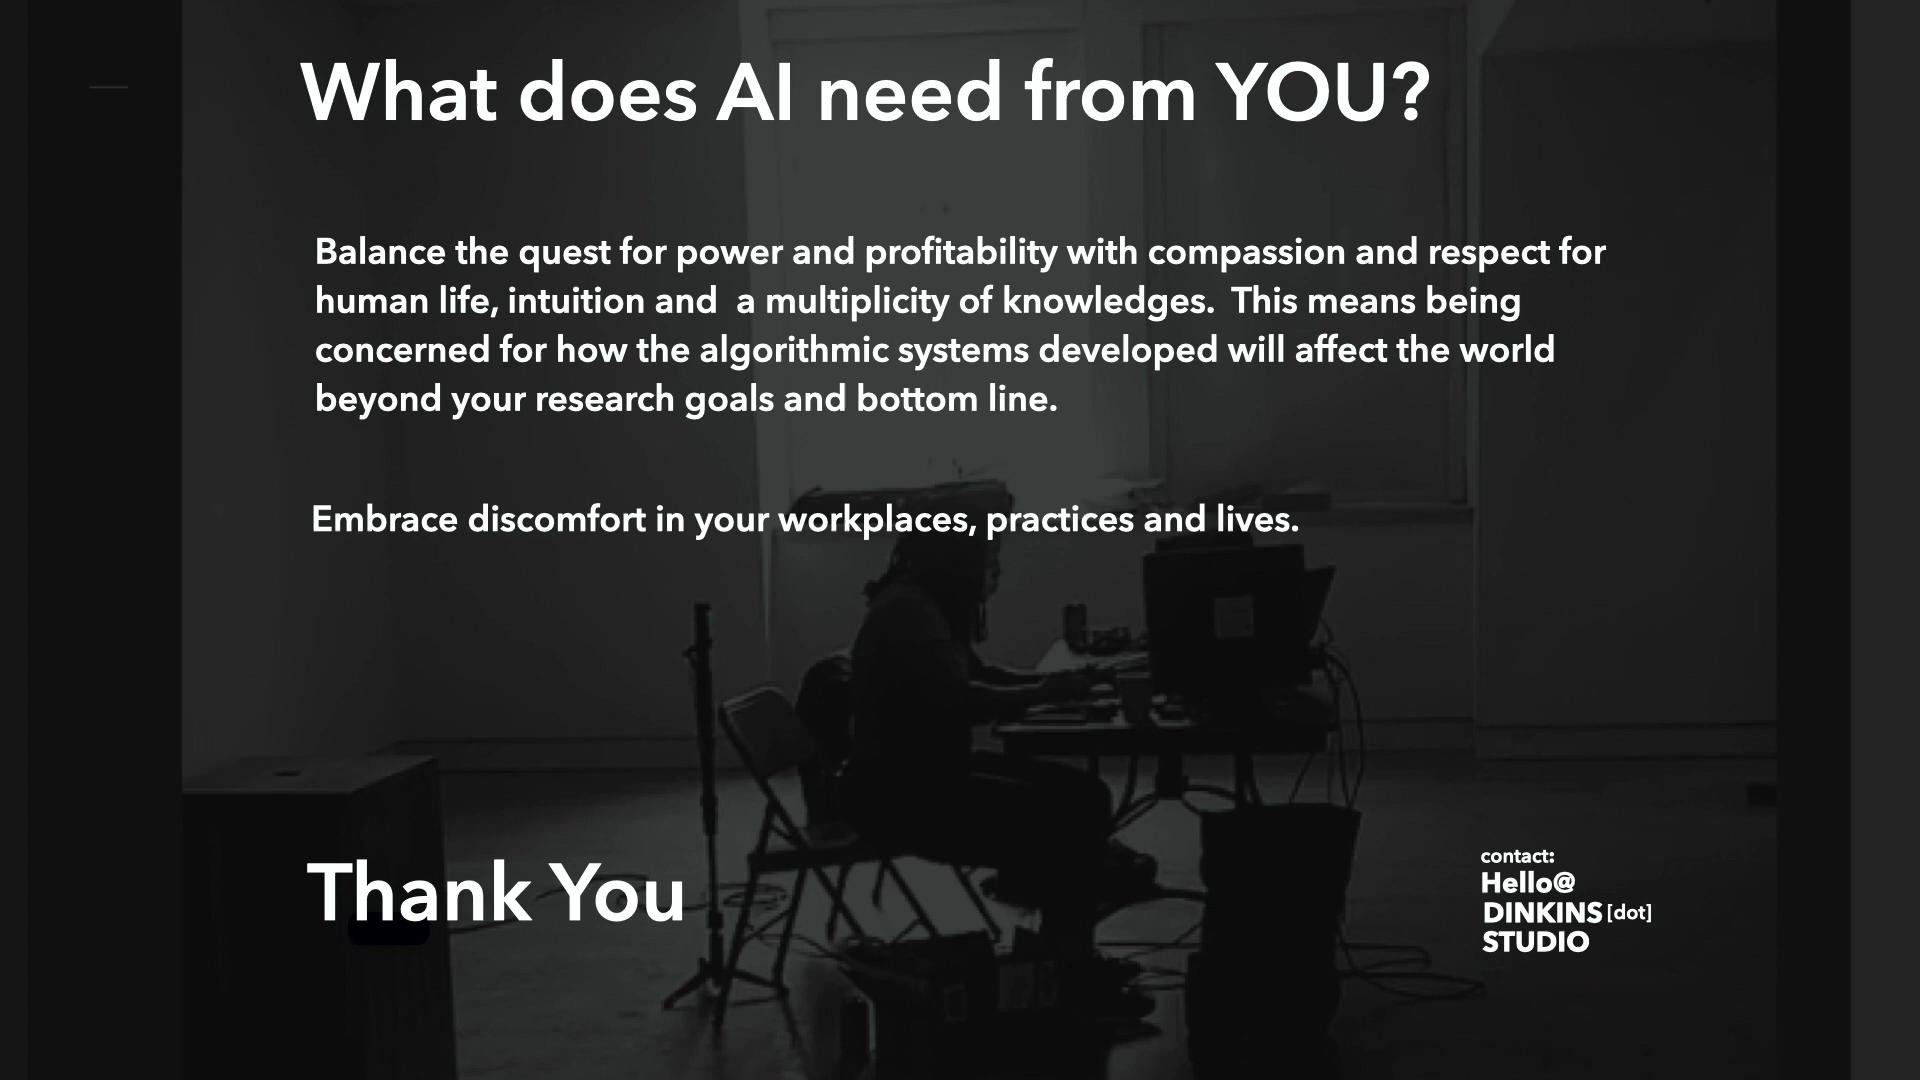 What does AI need from YOU?
Balance the quest for power and profitability with compassion and respect for
human life, intuition and  a multiplicity of knowledges.  This means being
concerned for how the algorithmic systems developed will affect the world
beyond your research goals and bottom line.
Embrace discomfort in your workplaces, practices and lives.
Thank You
contact:
Hello@
DINKINS [dot]
STUDIO